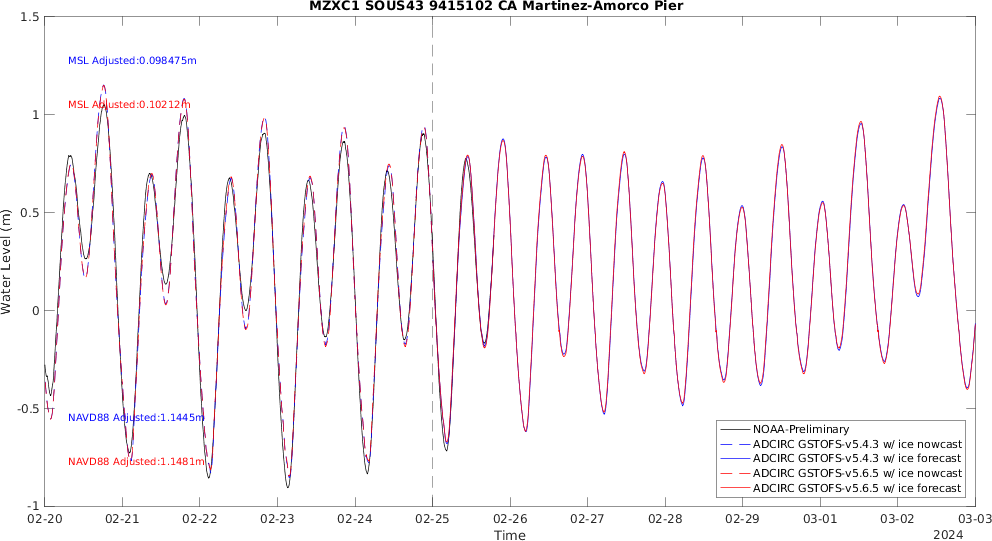 MZXC1 SOUS43 9415102 CA Martinez-Amorco Pier
1.5
1
0.5
0
-0.5
-1
Water Level (m)
MSL Adjusted:0.098475m
MSL Adjusted:0.10212m
NAVD88 Adjusted:1.1445m
NAVD88 Adjusted:1.1481m
NOAA-Preliminary
ADCIRC GSTOFS-v5.4.3 w/ ice nowcast
ADCIRC GSTOFS-v5.4.3 w/ ice forecast
ADCIRC GSTOFS-v5.6.5 w/ ice nowcast
ADCIRC GSTOFS-v5.6.5 w/ ice forecast
02-20 02-21 02-22 02-23 02-24 02-25 02-26 02-27 02-28 02-29 03-01 03-02 03-03
Time
2024